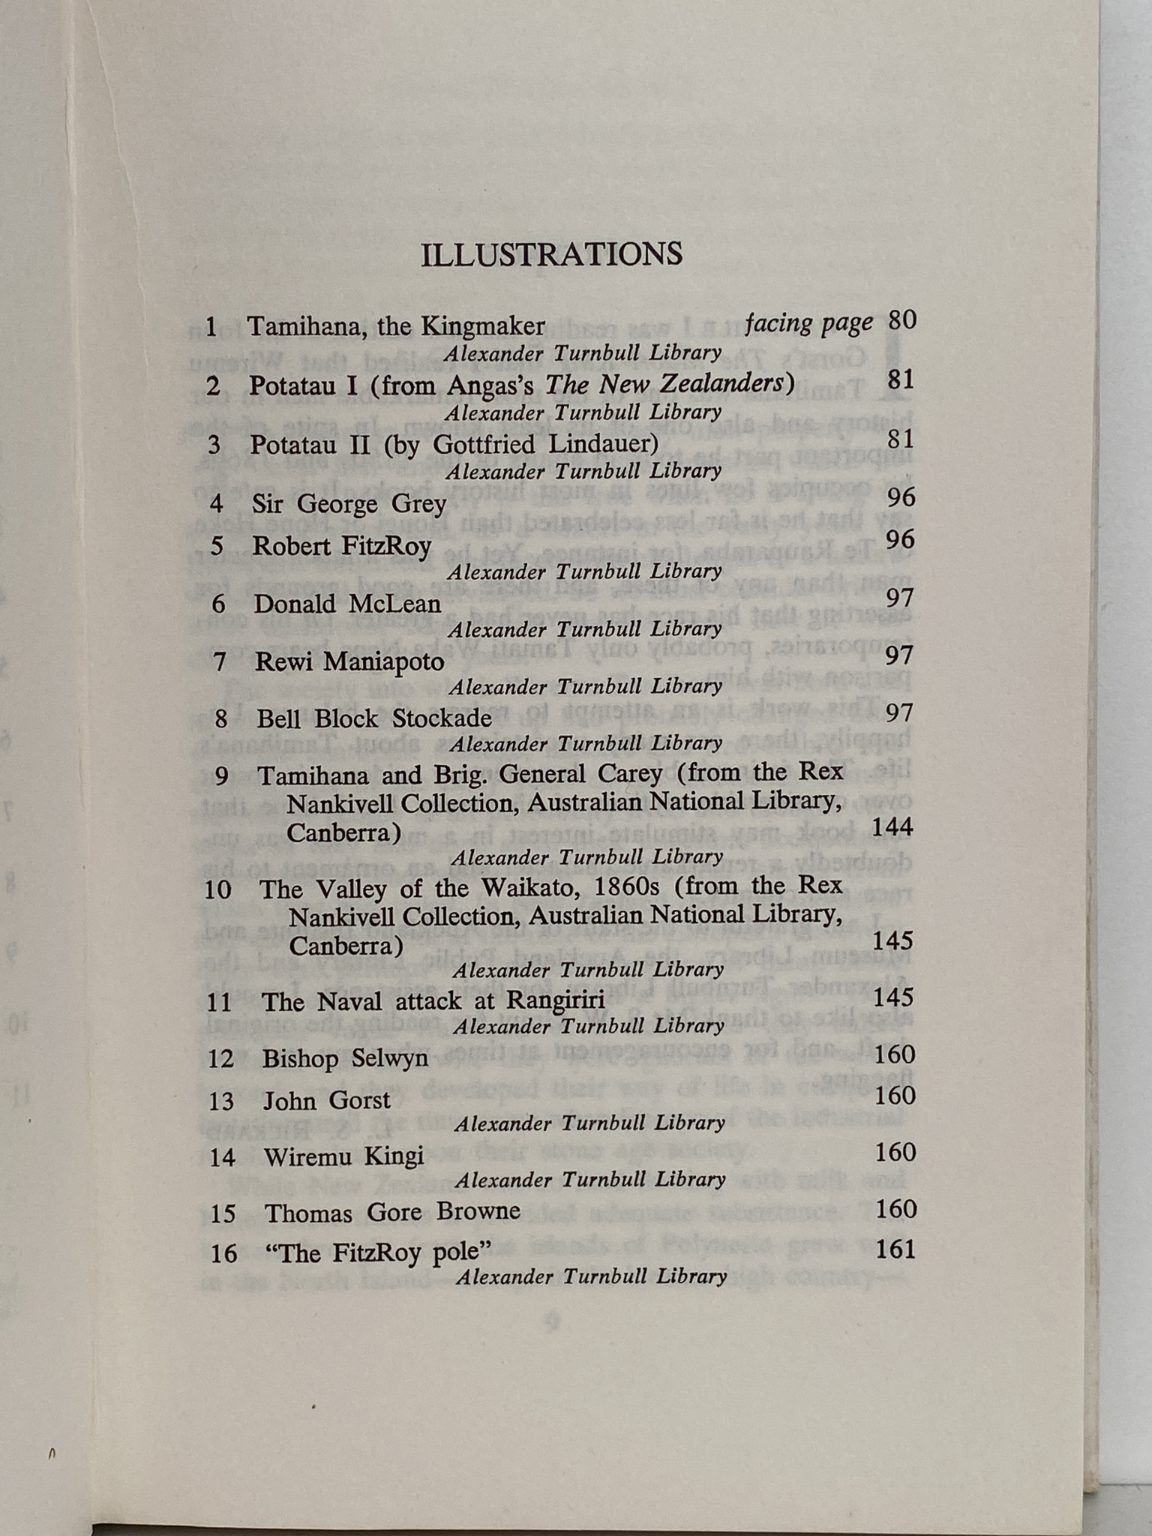 ILLUSTRATIONS
1 Tamihana, the Kingmaker facing page 80
Alexander Turnbull Library
2 Potatau I (from Angas's The New Zealanders) 81
Alexander Turnbull Library
3 Potatau II (by Gottfried Lindauer) 81
Alexander Turnbull Library
4 Sir George Grey 96
5 Robert FitzRoy 96
Alexander Turnbull Library
6 Donald McLean 97
Alexander Turnbull Library
7 Rewi Maniapoto 97
Alexander Turnbull Library
8 Bell Block Stockade 97
Alexander Turnbull Library
9 Tamihana and Brig. General Carey (from the Rex
Nankivell Collection, Australian National Library,
Canberra) 144
Alexander Turnbull Library
10 The Valley of the Waikato, 1860s (from the Rex
Nankivell Collection, Australian National Library,
Canberra) 145
Alexander Turnbull Library
11 The Naval attack at Rangiriri 145
Alexander Turnbull Library
12 Bishop Selwyn 160
13 John Gorst 160
Alexander Turnbull Library
14 Wiremu Kingi 160
Alexander Turnbull Library
15 Thomas Gore Browne 160
16 “The FitzRoy pole” 161
Alexander Turnbull Library